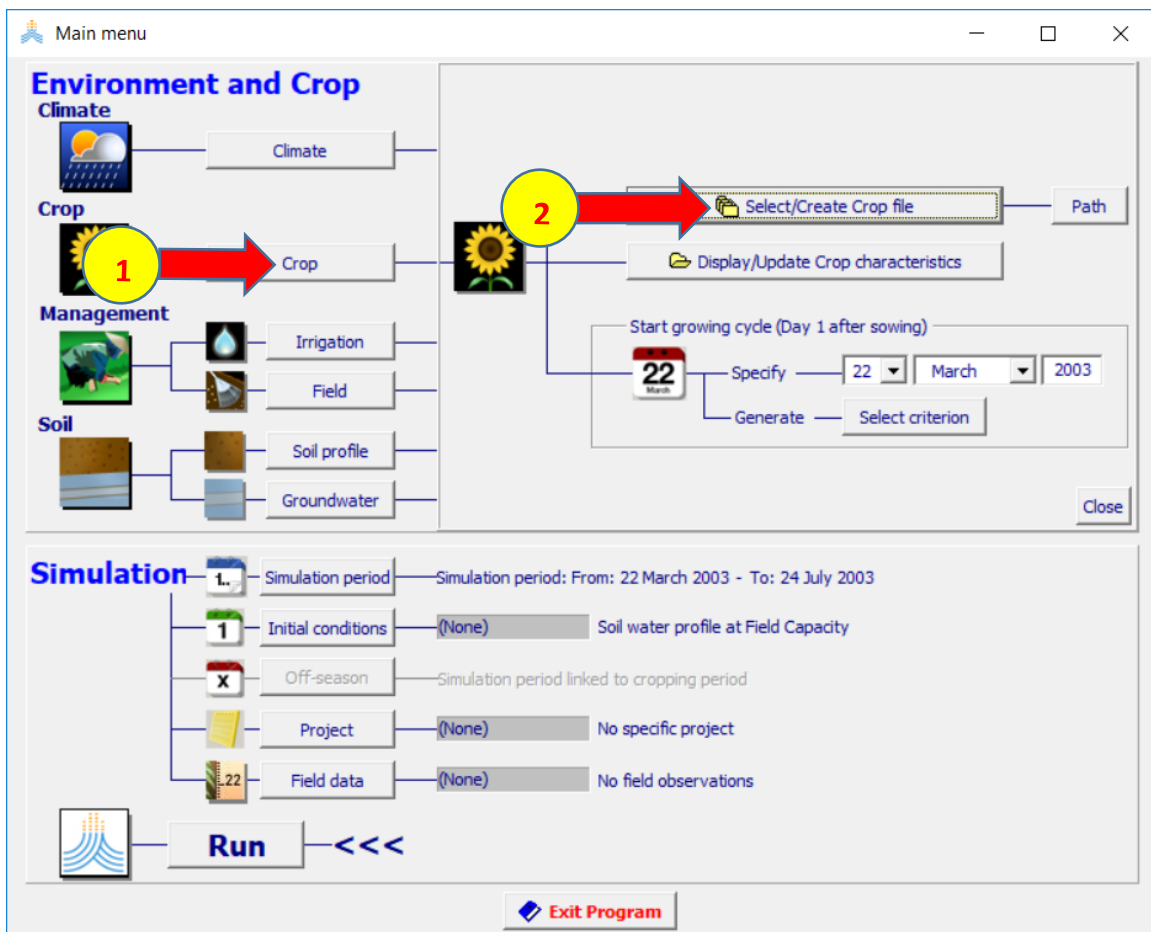 Main menu
Environment and Crop
Climate
Climate
Crop
1
Crop
Management
Irrigation
Field
Soil
Soil profile
Groundwater
2
Select/Create Crop file
Path
Display/Update Crop characteristics
Start growing cycle (Day 1 after sowing)
22
March
Specify
22
March
2003
Generate
Select criterion
Close
Simulation
1..
Simulation period
Simulation period: From: 22 March 2003 - To: 24 July 2003
1
Initial conditions
(None)
Soil water profile at Field Capacity
X
Off-season
Simulation period linked to cropping period
Project
(None)
No specific project
22
Field data
(None)
No field observations
Run
<<<
Exit Program